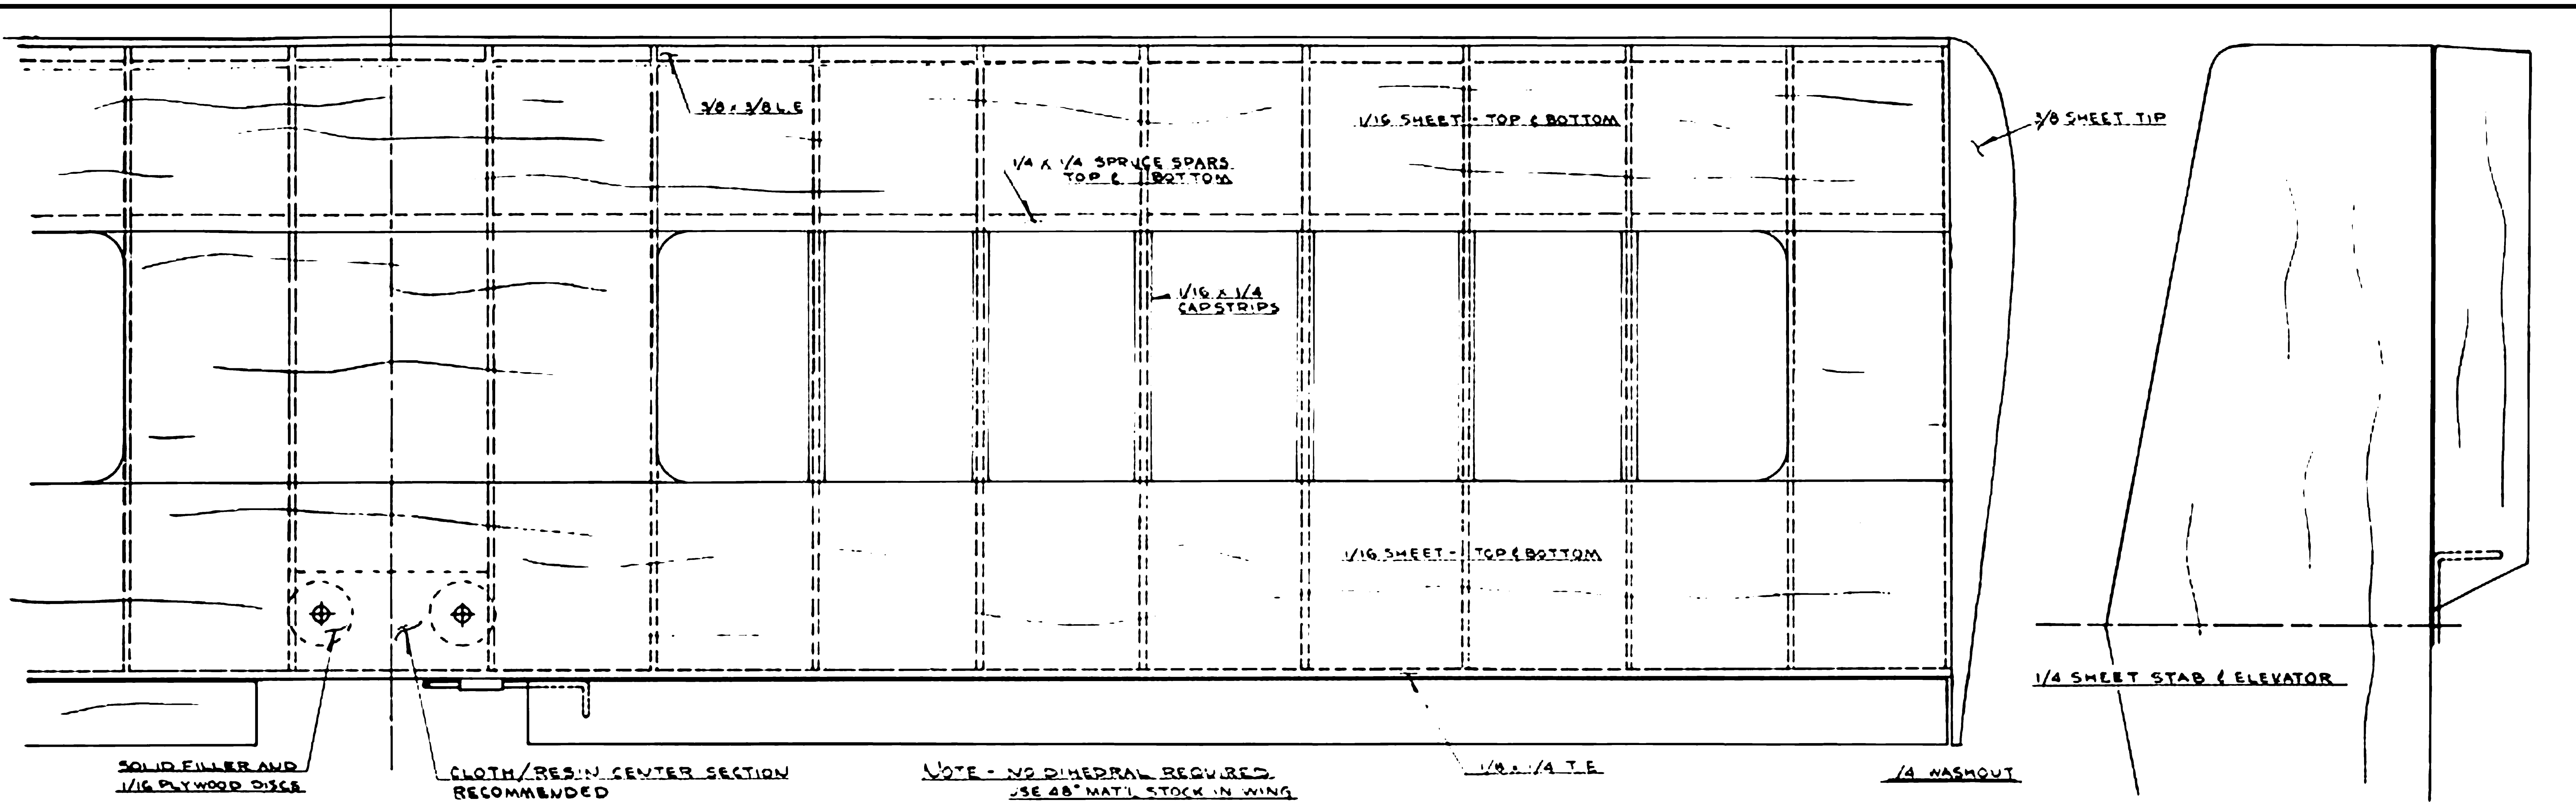 3/8 x 3/8 L.E
1/16 SHEET - TOP & BOTTOM
3/8 SHEET TIP
1/4 x 1/4 SPRUCE SPARS
TOP & BOTTOM
1/16 x 1/4
CAPSTRIPS
1/16 SHEET - TOP & BOTTOM
1/4 SHEET STAB & ELEVATOR
SOLID FILLER AND
1/16 PLYWOOD DISCS
CLOTH/RESIN CENTER SECTION
RECOMMENDED
NOTE - NO DIHEDRAL REQUIRED
USE 48" MAT'L STOCK IN WING
1/8 x 1/4 T.E
1/4 WASHOUT